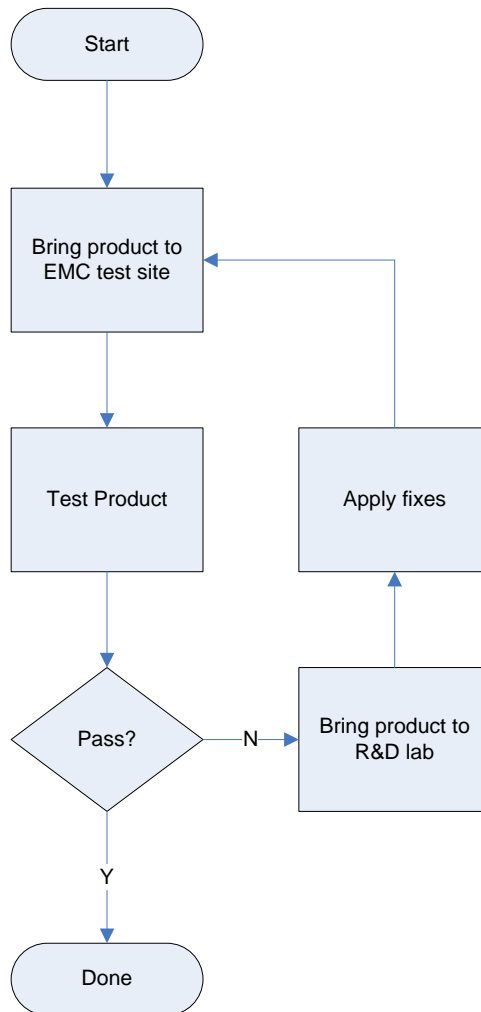 Start
Bring product to
EMC test site
Test Product
Apply fixes
Pass?
N
Bring product to
R&D lab
Y
Done